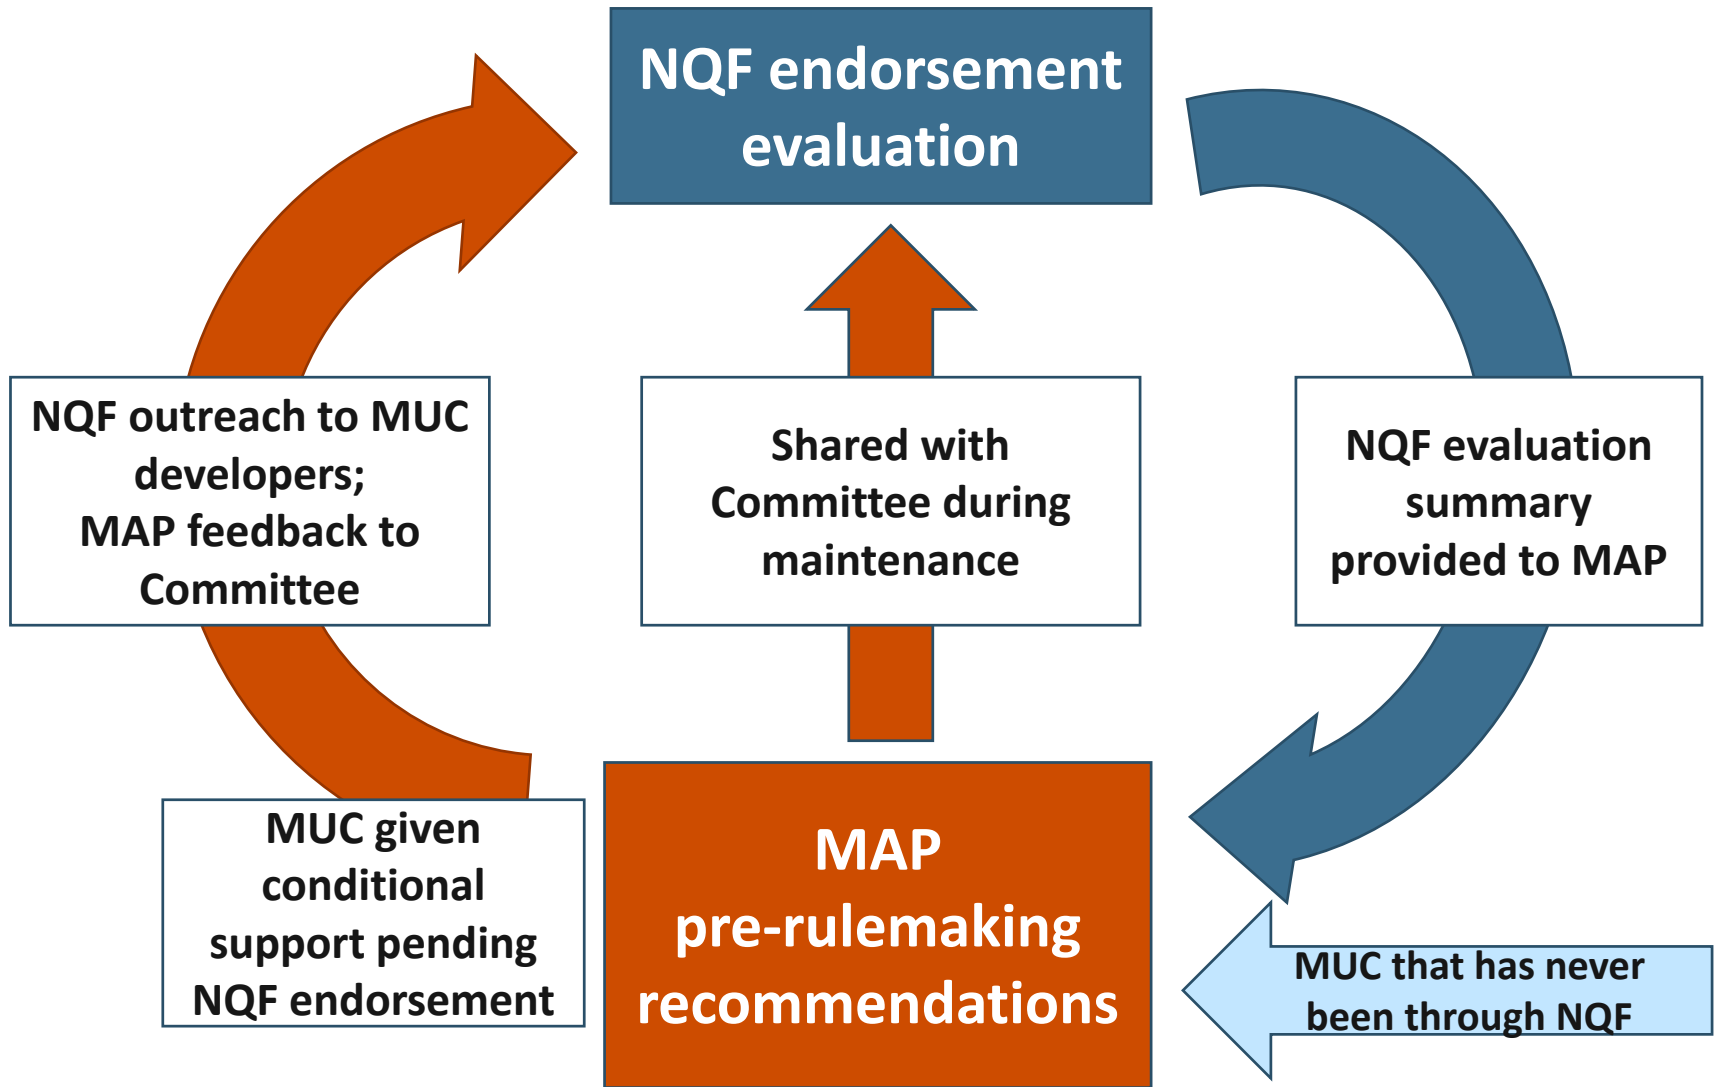 NQF endorsement
evaluation
NQF outreach to MUC
developers;
MAP feedback to
Committee
Shared with
Committee during
maintenance
NQF evaluation
summary
provided to MAP
MUC given
conditional
support pending
NQF endorsement
MAP
pre-rulemaking
recommendations
MUC that has never
been through NQF